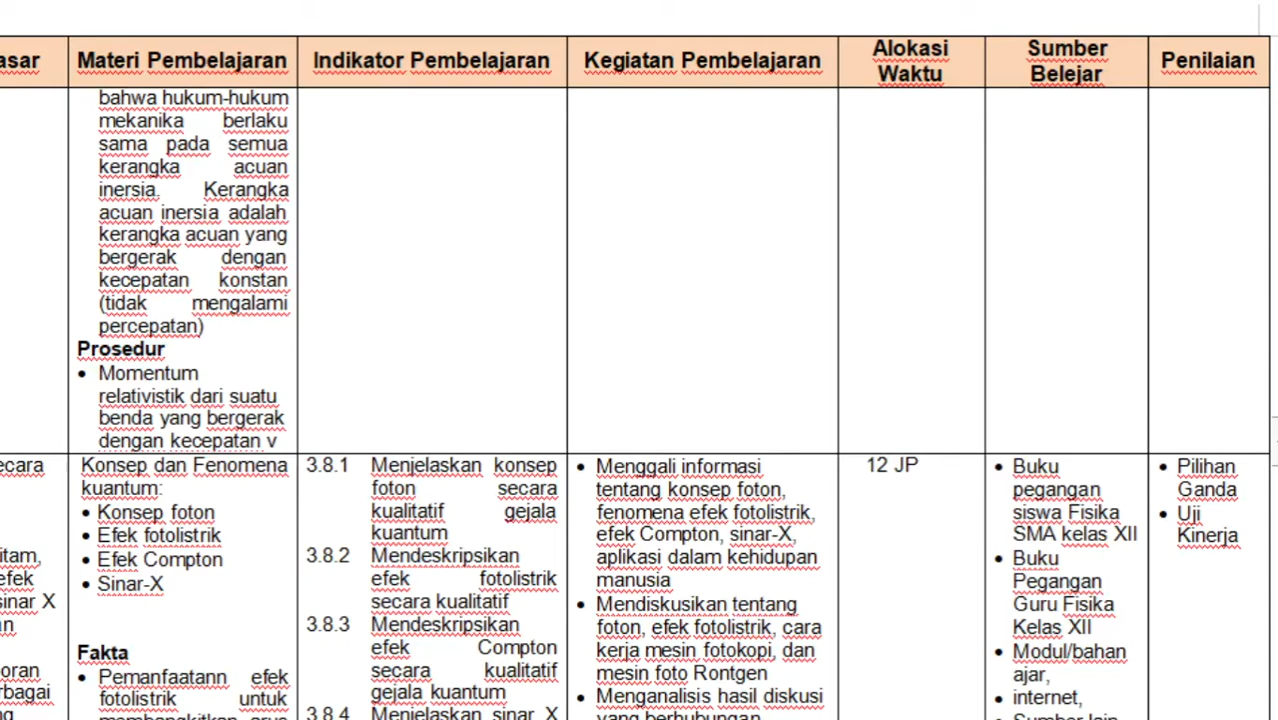 asar
Materi Pembelajaran
Indikator Pembelajaran
Kegiatan Pembelajaran
Alokasi
Waktu
Sumber
Belejar
Penilaian
bahwa hukum-hukum
mekanika berlaku
sama pada semua
kerangka acuan
inersia. Kerangka
acuan inersia adalah
kerangka acuan yang
bergerak dengan
kecepatan konstan
(tidak mengalami
percepatan)
Prosedur
• Momentum
relativistik dari suatu
benda yang bergerak
dengan kecepatan v
ecara
itam,
efek
sinar X
an
oran
rbagai
Konsep dan Fenomena
kuantum:
• Konsep foton
• Efek fotolistrik
• Efek Compton
• Sinar-X
Fakta
• Pemanfaatann efek
fotolistrik untuk
membangkitkan arus
3.8.1 Menjelaskan konsep
foton secara
kualitatif gejala
kuantum
3.8.2 Mendeskripsikan
efek fotolistrik
secara kualitatif
3.8.3 Mendeskripsikan
efek Compton
secara kualitatif
gejala kuantum
3.8.4 Menjelaskan sinar X
• Menggali informasi
tentang konsep foton,
fenomena efek fotolistrik,
efek Compton, sinar-X,
aplikasi dalam kehidupan
manusia
• Mendiskusikan tentang
foton, efek fotolistrik, cara
kerja mesin fotokopi, dan
mesin foto Rontgen
• Menganalisis hasil diskusi
yang berhubungan
12 JP
• Buku
pegangan
siswa Fisika
SMA kelas XII
• Buku
Pegangan
Guru Fisika
Kelas XII
• Modul/bahan
ajar,
• internet,
• Sumber lain
• Pilihan
Ganda
• Uji
Kinerja